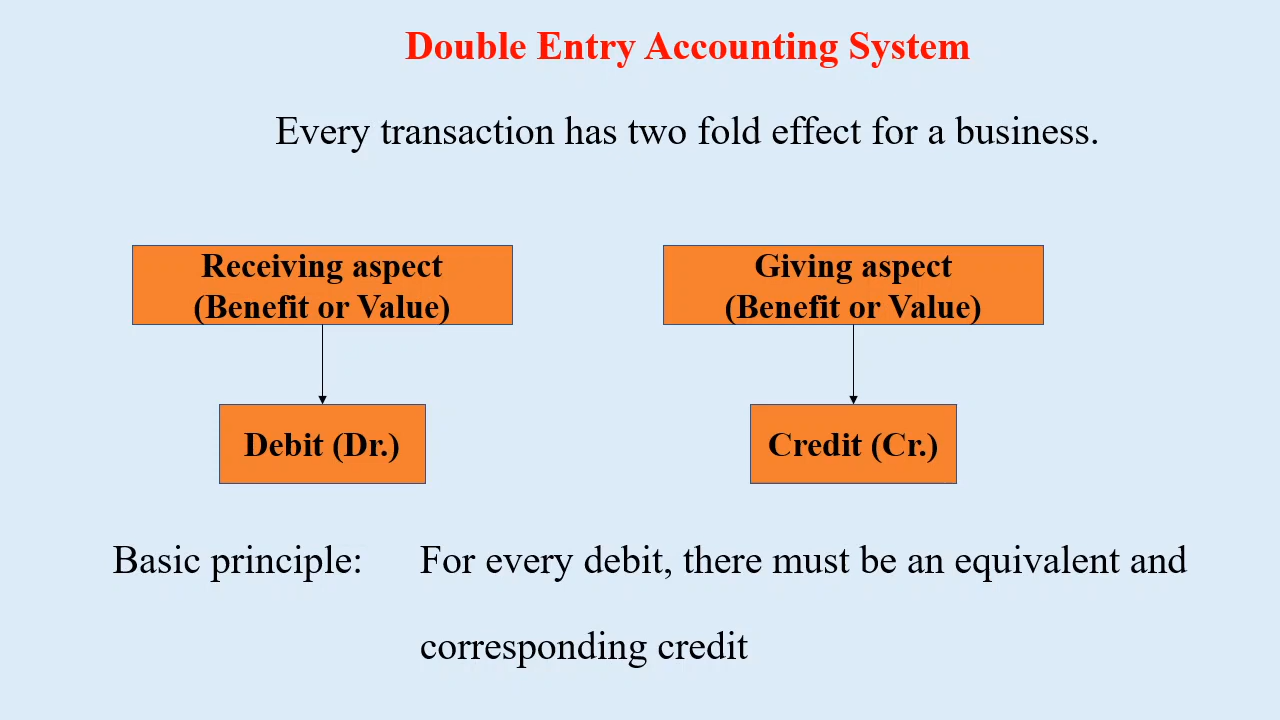 Double Entry Accounting System
Every transaction has two fold effect for a business.
Receiving aspect
(Benefit or Value)
Giving aspect
(Benefit or Value)
Debit (Dr.)
Credit (Cr.)
Basic principle: For every debit, there must be an equivalent and
corresponding credit